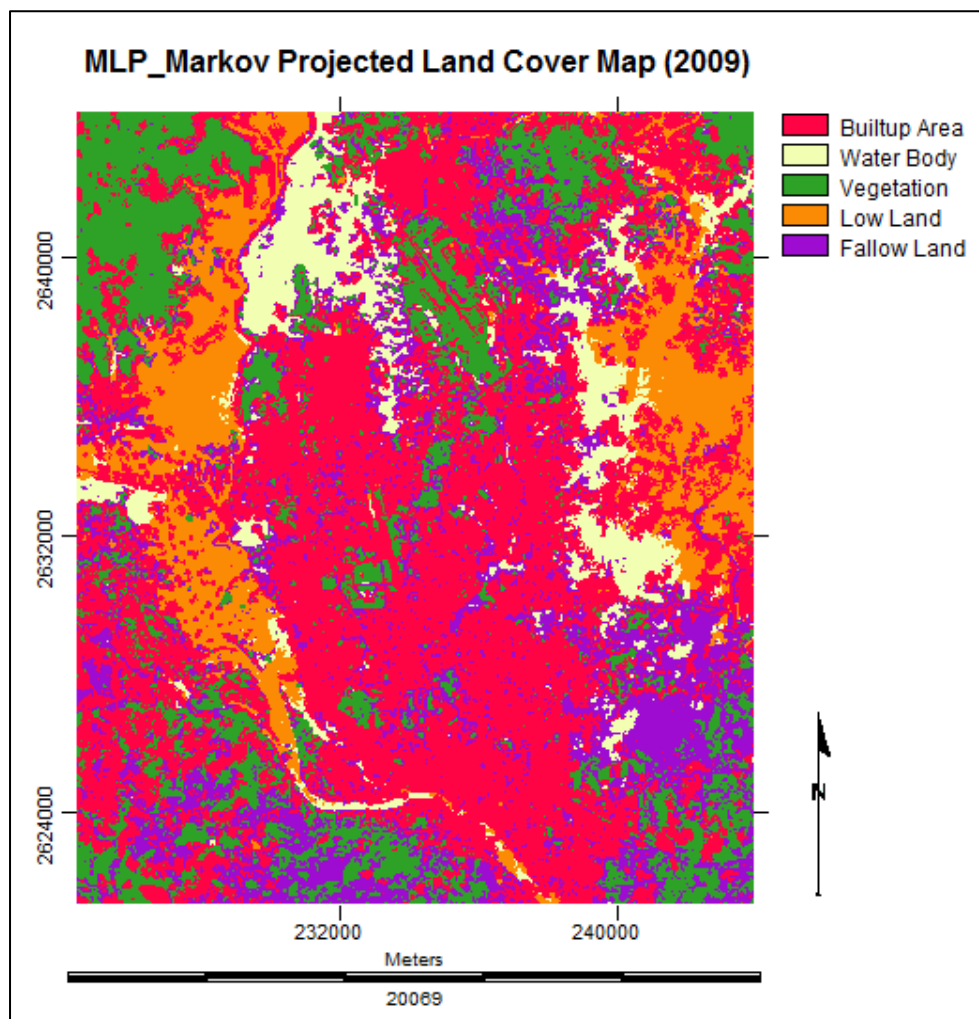 MLP_Markov Projected Land Cover Map (2009)
Builtup Area
Water Body
Vegetation
Low Land
Fallow Land
2640000
2632000
2624000
232000
240000
N
Meters
20069